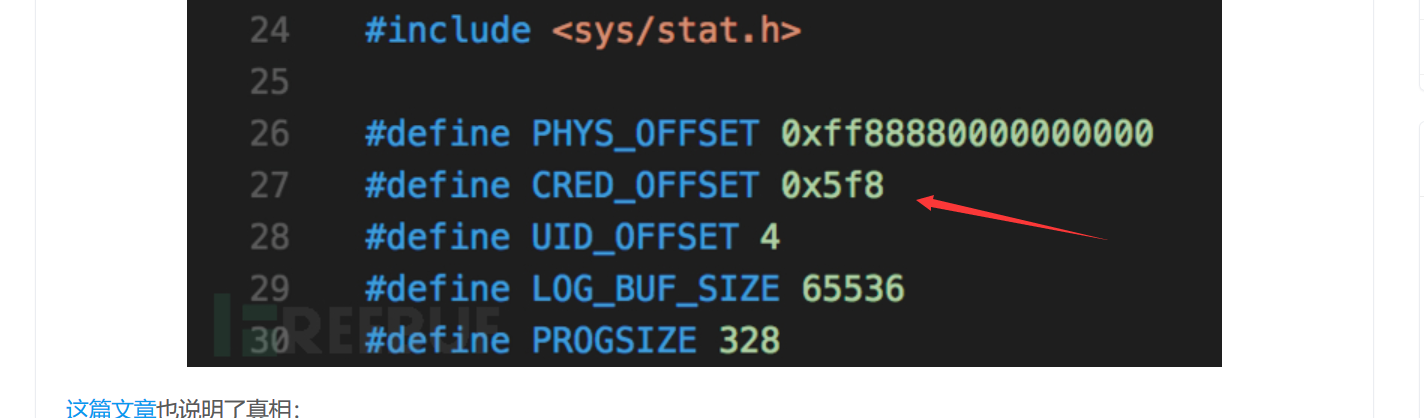 24 #include <sys/stat.h>
25
26 #define PHYS_OFFSET 0xff88880000000000
27 #define CRED_OFFSET 0x5f8
28 #define UID_OFFSET 4
29 #define LOG_BUF_SIZE 65536
30 #define PROGSIZE 328
REEBUF
这篇文章也说明了真相: